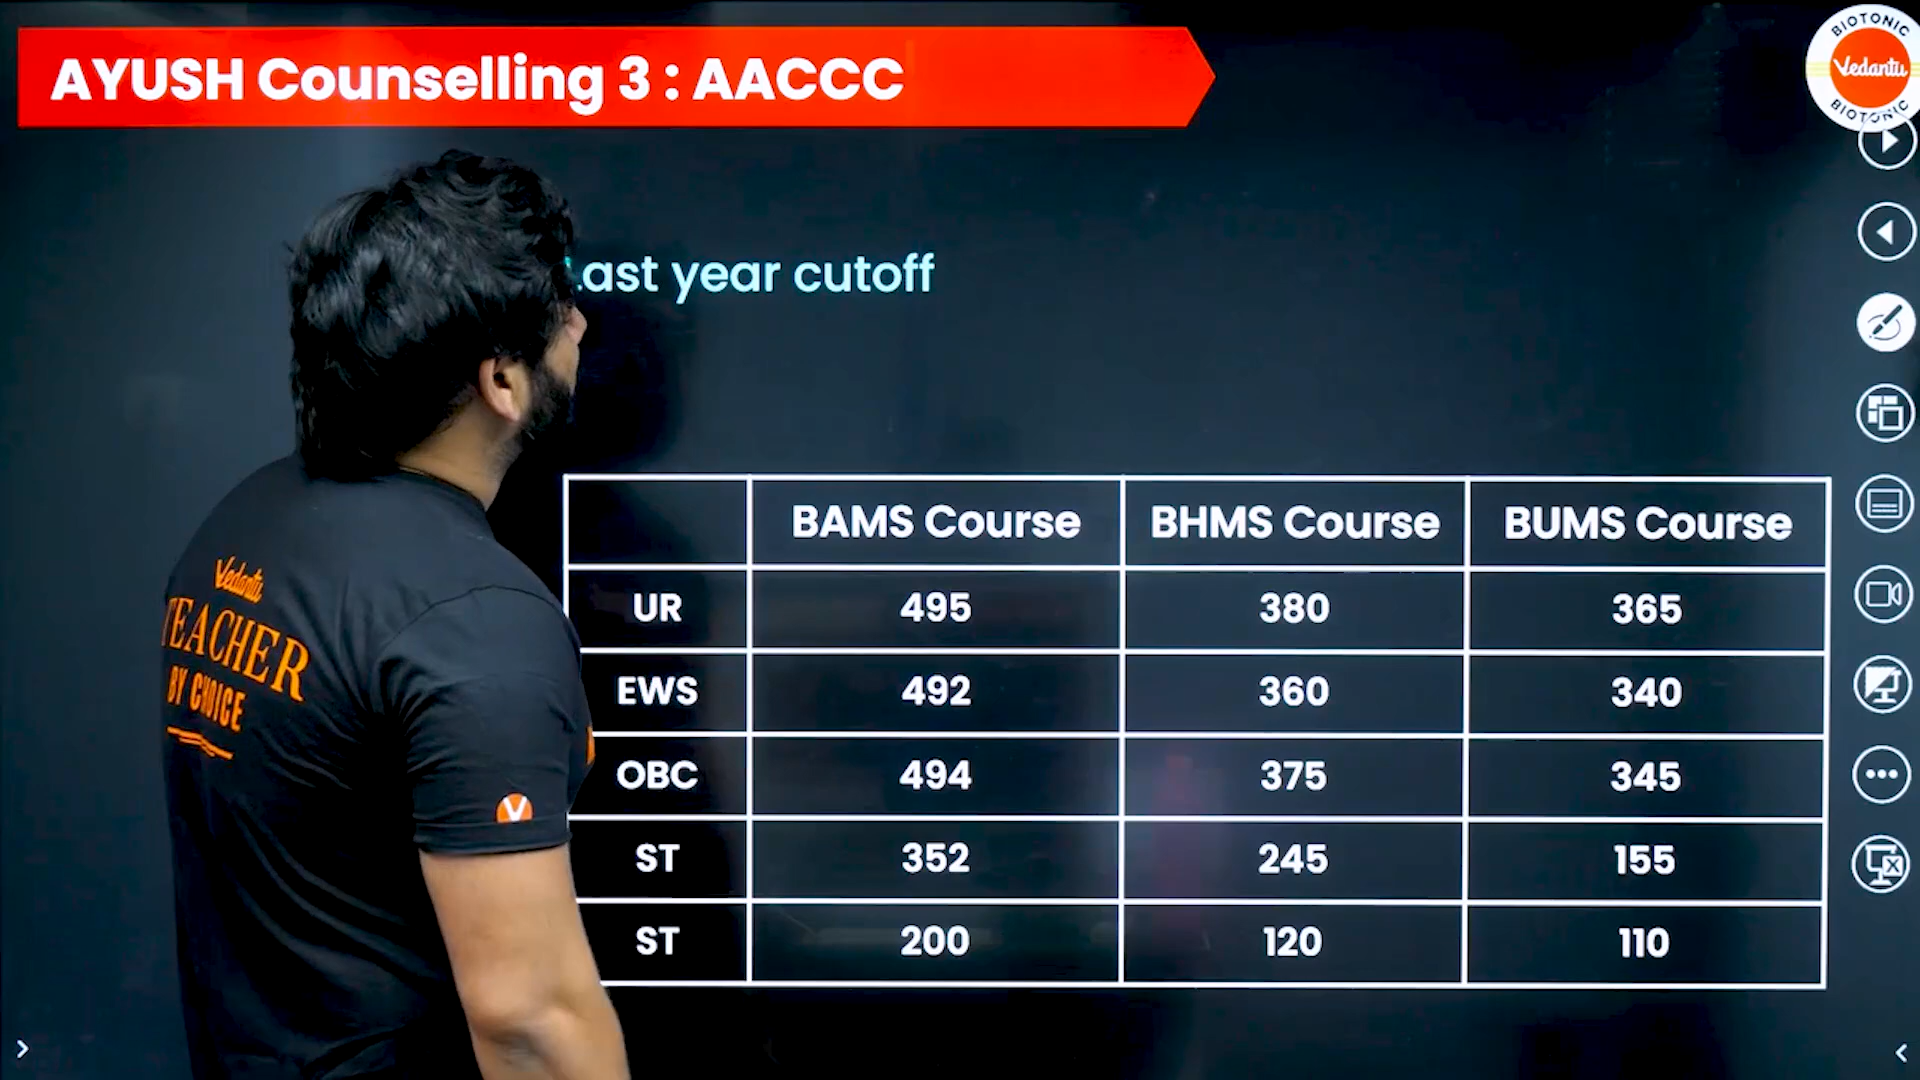 AYUSH Counselling 3 : AACCC
BIOTONIC
Vedantu
BIOTONIC
Last year cutoff
BAMS Course BHMS Course BUMS Course
UR 495 380 365
EWS 492 360 340
OBC 494 375 345
ST 352 245 155
ST 200 120 110
Vedantu
TEACHER
BY CHOICE
V